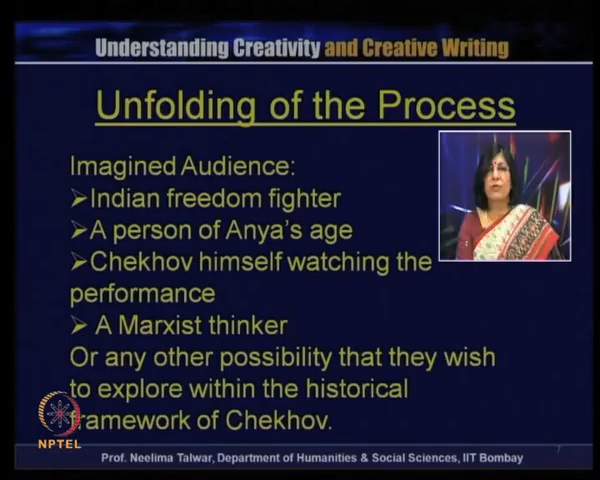 Understanding Creativity and Creative Writing
Unfolding of the Process
Imagined Audience:
➢Indian freedom fighter
➢A person of Anya's age
➢Chekhov himself watching the
performance
➢ A Marxist thinker
Or any other possibility that they wish
to explore within the historical
framework of Chekhov.
NPTEL
7
Prof. Neelima Talwar, Department of Humanities & Social Sciences, IIT Bombay